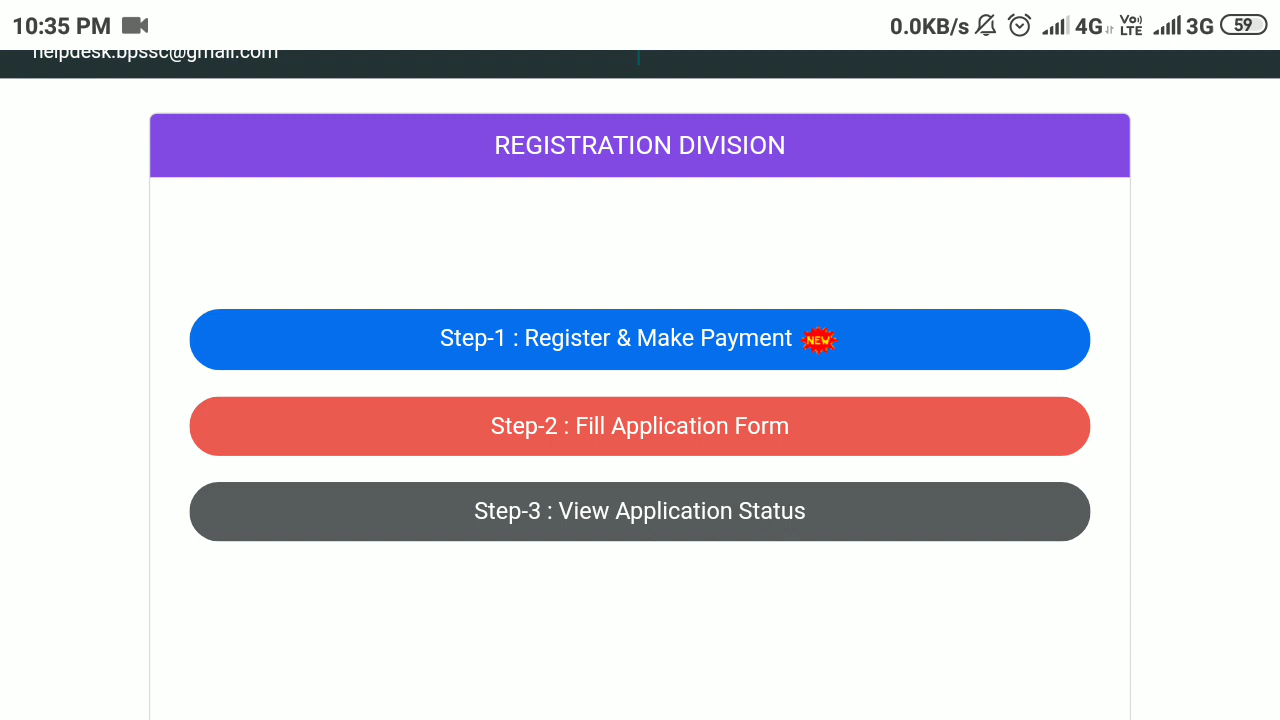 10:35 PM 0.0KB/s 4G Vo) LTE 3G 59
helpdesk.bpssc@gmail.com
REGISTRATION DIVISION
Step-1 : Register & Make Payment NEW
Step-2 : Fill Application Form
Step-3 : View Application Status